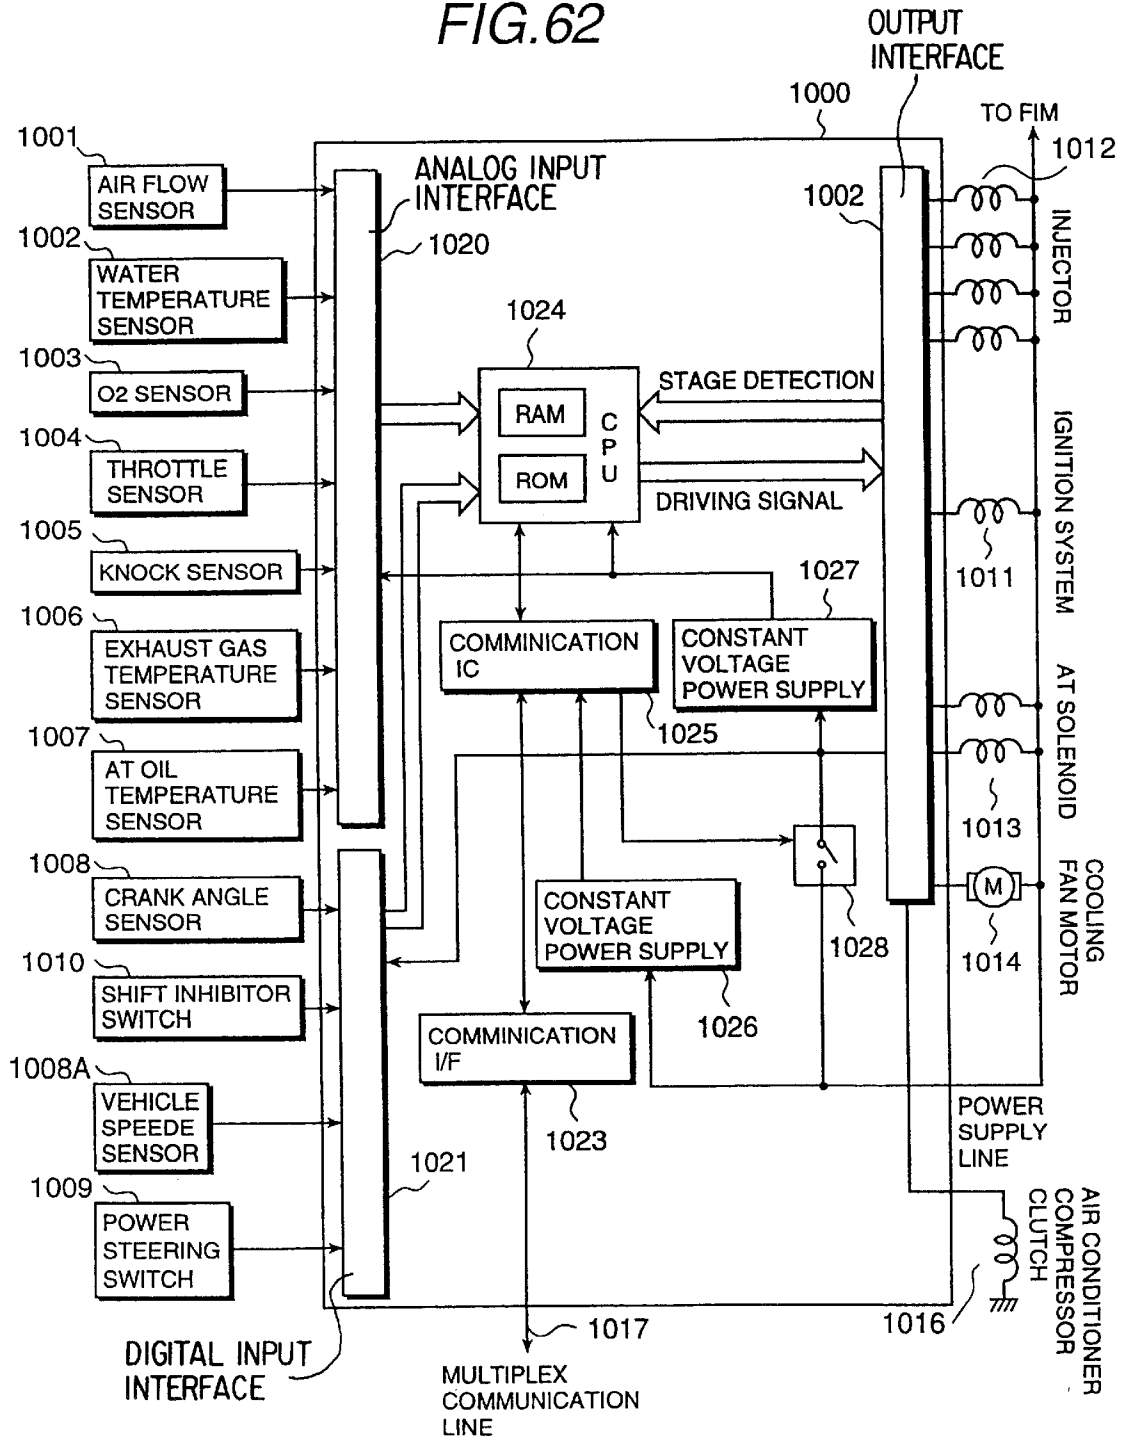 FIG.62
OUTPUT
INTERFACE
1000
TO FIM
1001
AIR FLOW
SENSOR
ANALOG INPUT
INTERFACE
1020
1002
1012
INJECTOR
1002
WATER
TEMPERATURE
SENSOR
1003
O2 SENSOR
1024
RAM
ROM
CPU
STAGE DETECTION
DRIVING SIGNAL
1004
THROTTLE
SENSOR
1005
KNOCK SENSOR
IGNITION SYSTEM
1011
1006
EXHAUST GAS
TEMPERATURE
SENSOR
COMMINICATION
IC
1025
1027
CONSTANT
VOLTAGE
POWER SUPPLY
AT SOLENOID
1013
1007
AT OIL
TEMPERATURE
SENSOR
1008
CRANK ANGLE
SENSOR
CONSTANT
VOLTAGE
POWER SUPPLY
1026
1028
M
1014
COOLING
FAN MOTOR
1010
SHIFT INHIBITOR
SWITCH
COMMINICATION
I/F
1023
1008A
VEHICLE
SPEEDE
SENSOR
1021
POWER
SUPPLY
LINE
1009
POWER
STEERING
SWITCH
1016
AIR CONDITIONER
COMPRESSOR
CLUTCH
1017
DIGITAL INPUT
INTERFACE
MULTIPLEX
COMMUNICATION
LINE